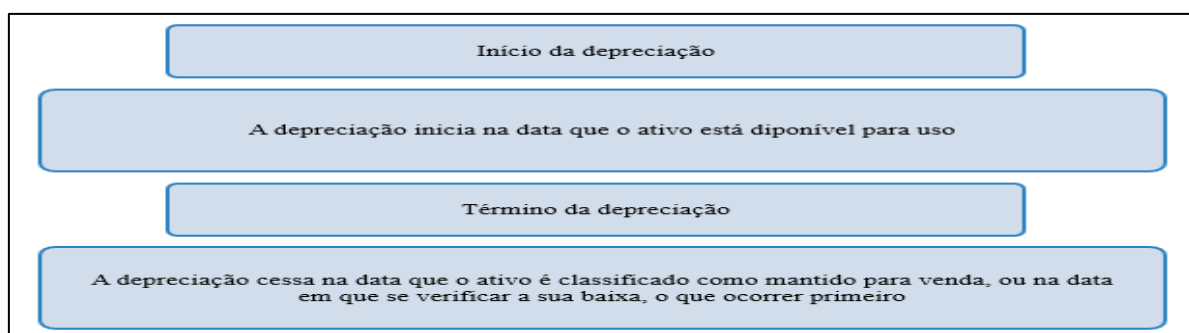 Início da depreciação
A depreciação inicia na data que o ativo está diponível para uso
Término da depreciação
A depreciação cessa na data que o ativo é classificado como mantido para venda, ou na data
em que se verificar a sua baixa, o que ocorrer primeiro